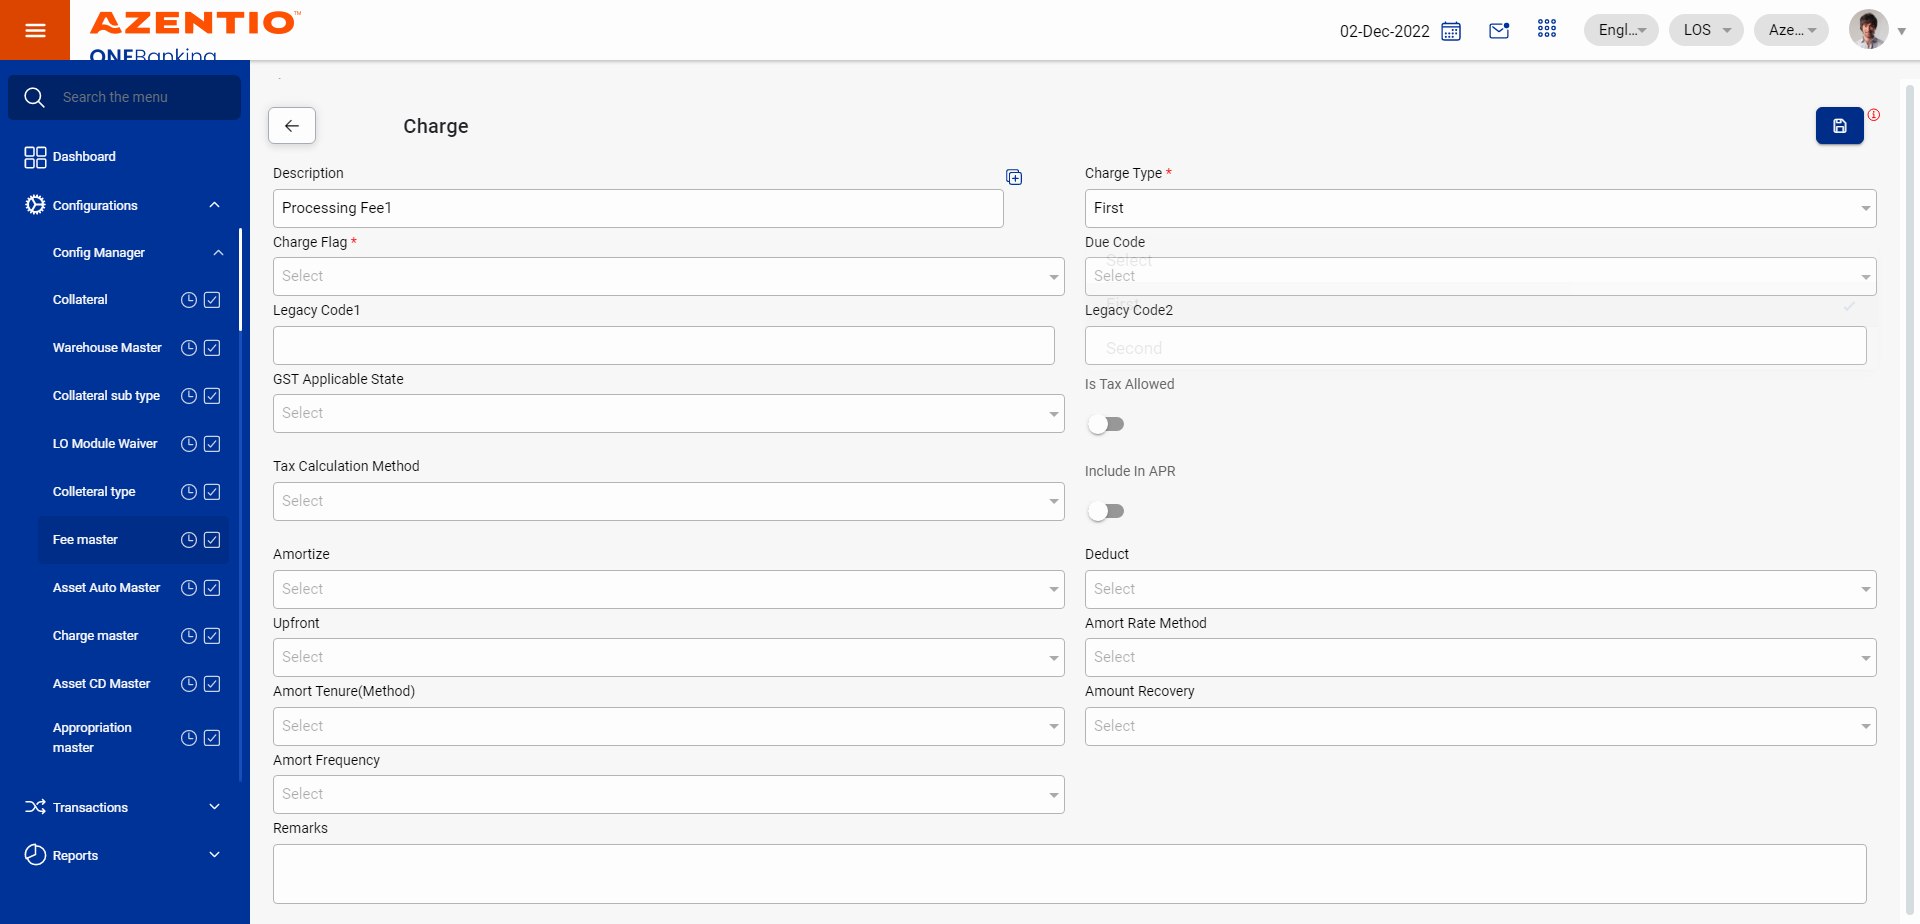 AZENTIO™
ONEBanking
02-Dec-2022
Engl...
LOS
Aze...
Search the menu
Dashboard
Configurations
Config Manager
Collateral
Warehouse Master
Collateral sub type
LO Module Waiver
Colleteral type
Fee master
Asset Auto Master
Charge master
Asset CD Master
Appropriation
master
Transactions
Reports
Charge
Description
Processing Fee1
Charge Type *
First
Charge Flag *
Select
Due Code
Select
Select
First
Second
Legacy Code1
Legacy Code2
GST Applicable State
Select
Is Tax Allowed
Tax Calculation Method
Select
Include In APR
Amortize
Select
Deduct
Select
Upfront
Select
Amort Rate Method
Select
Amort Tenure(Method)
Select
Amount Recovery
Select
Amort Frequency
Select
Remarks